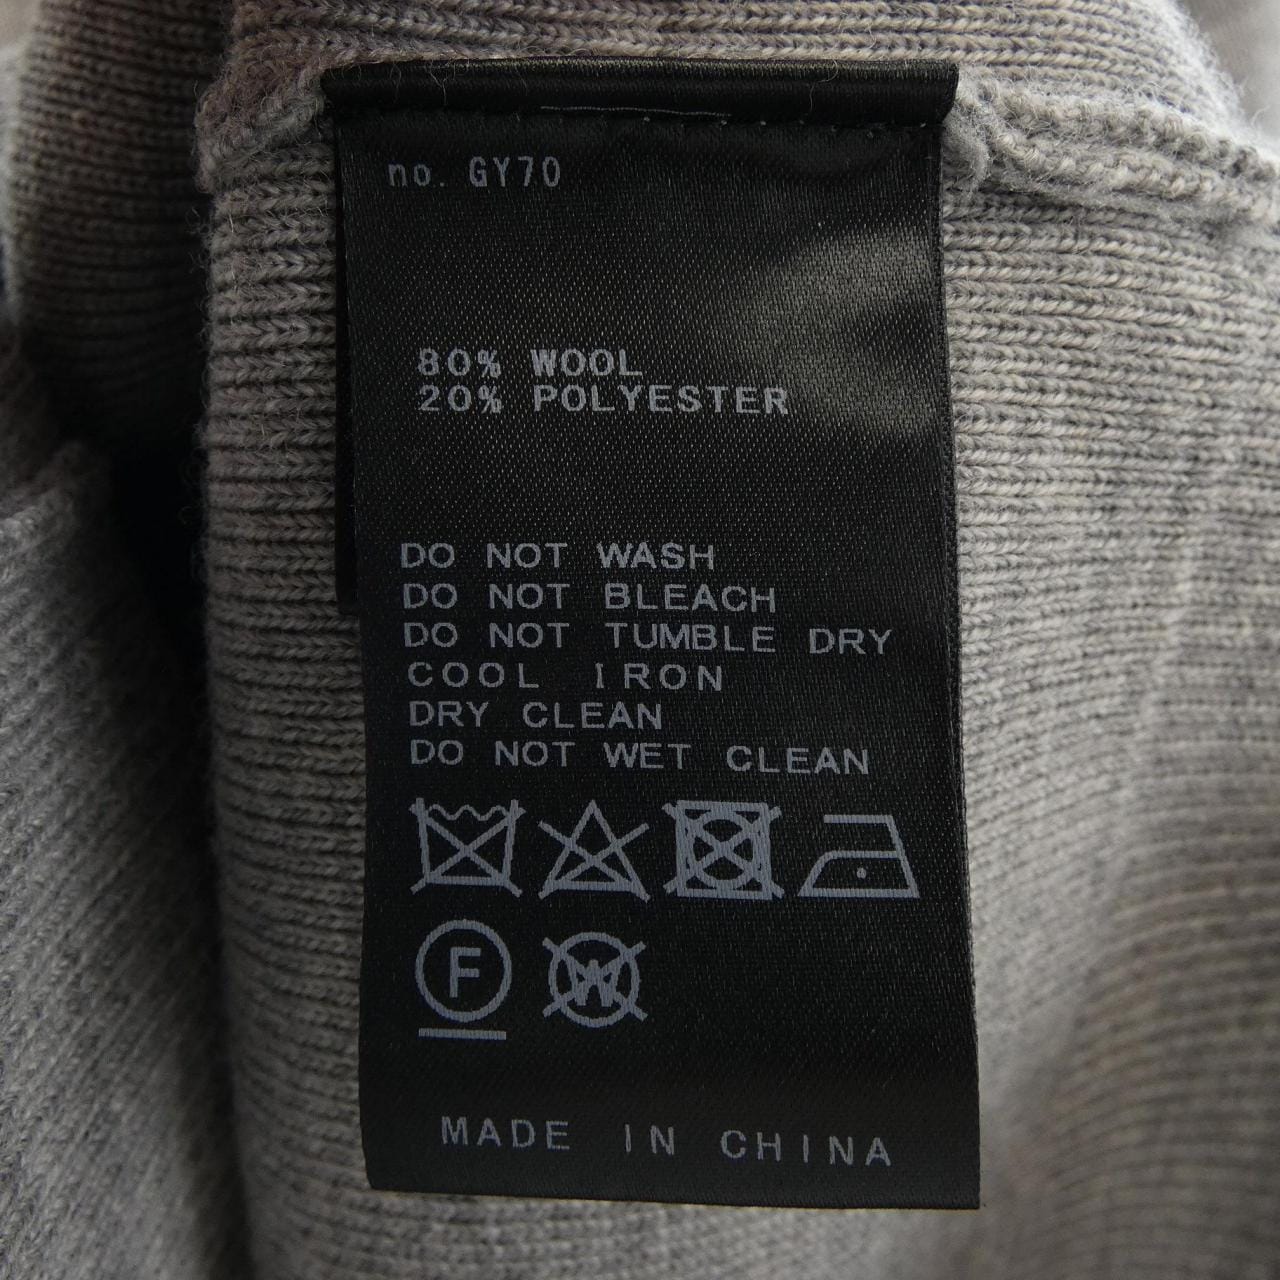 no. GY70
80% WOOL
20% POLYESTER
DO NOT WASH
DO NOT BLEACH
DO NOT TUMBLE DRY
COOL IRON
DRY CLEAN
DO NOT WET CLEAN
F W
MADE IN CHINA